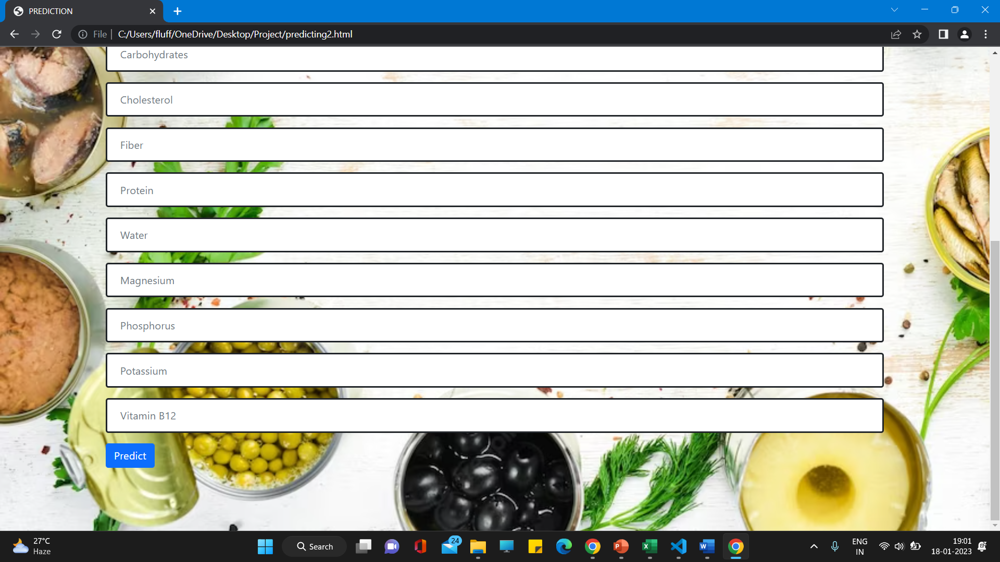 PREDICTION
File
C:/Users/fluff/OneDrive/Desktop/Project/predicting2.html
Carbohydrates
Cholesterol
Fiber
Protein
Water
Magnesium
Phosphorus
Potassium
Vitamin B12
Predict
27°C
Haze
Search
24
P
X
W
ENG
IN
19:01
18-01-2023